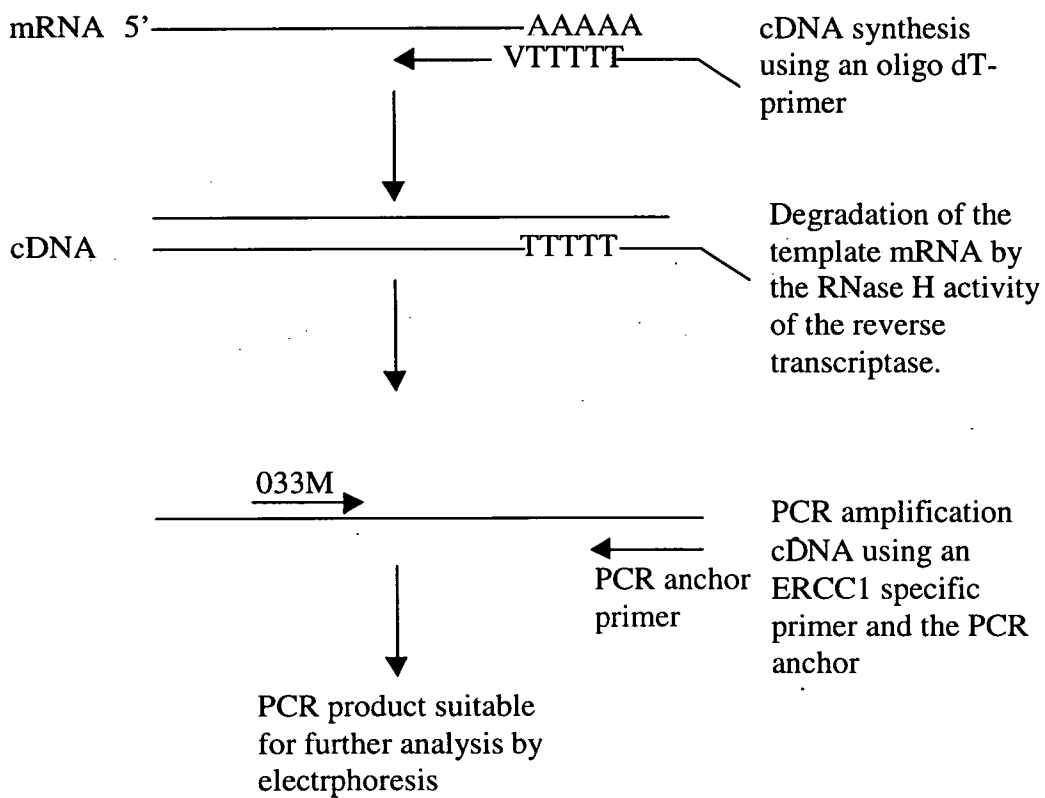 mRNA 5’ AAAAA
VTTTTT
cDNA synthesis
using an oligo dT-
primer
cDNA TTTTT
Degradation of the
template mRNA by
the RNase H activity
of the reverse
transcriptase.
033M
PCR anchor
primer
PCR amplification
cDNA using an
ERCC1 specific
primer and the PCR
anchor
PCR product suitable
for further analysis by
electrphoresis